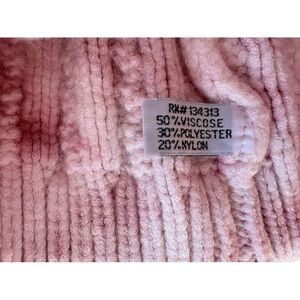 RN# 134313
50%VISCOSE
30%POLYESTER
20%NYLON